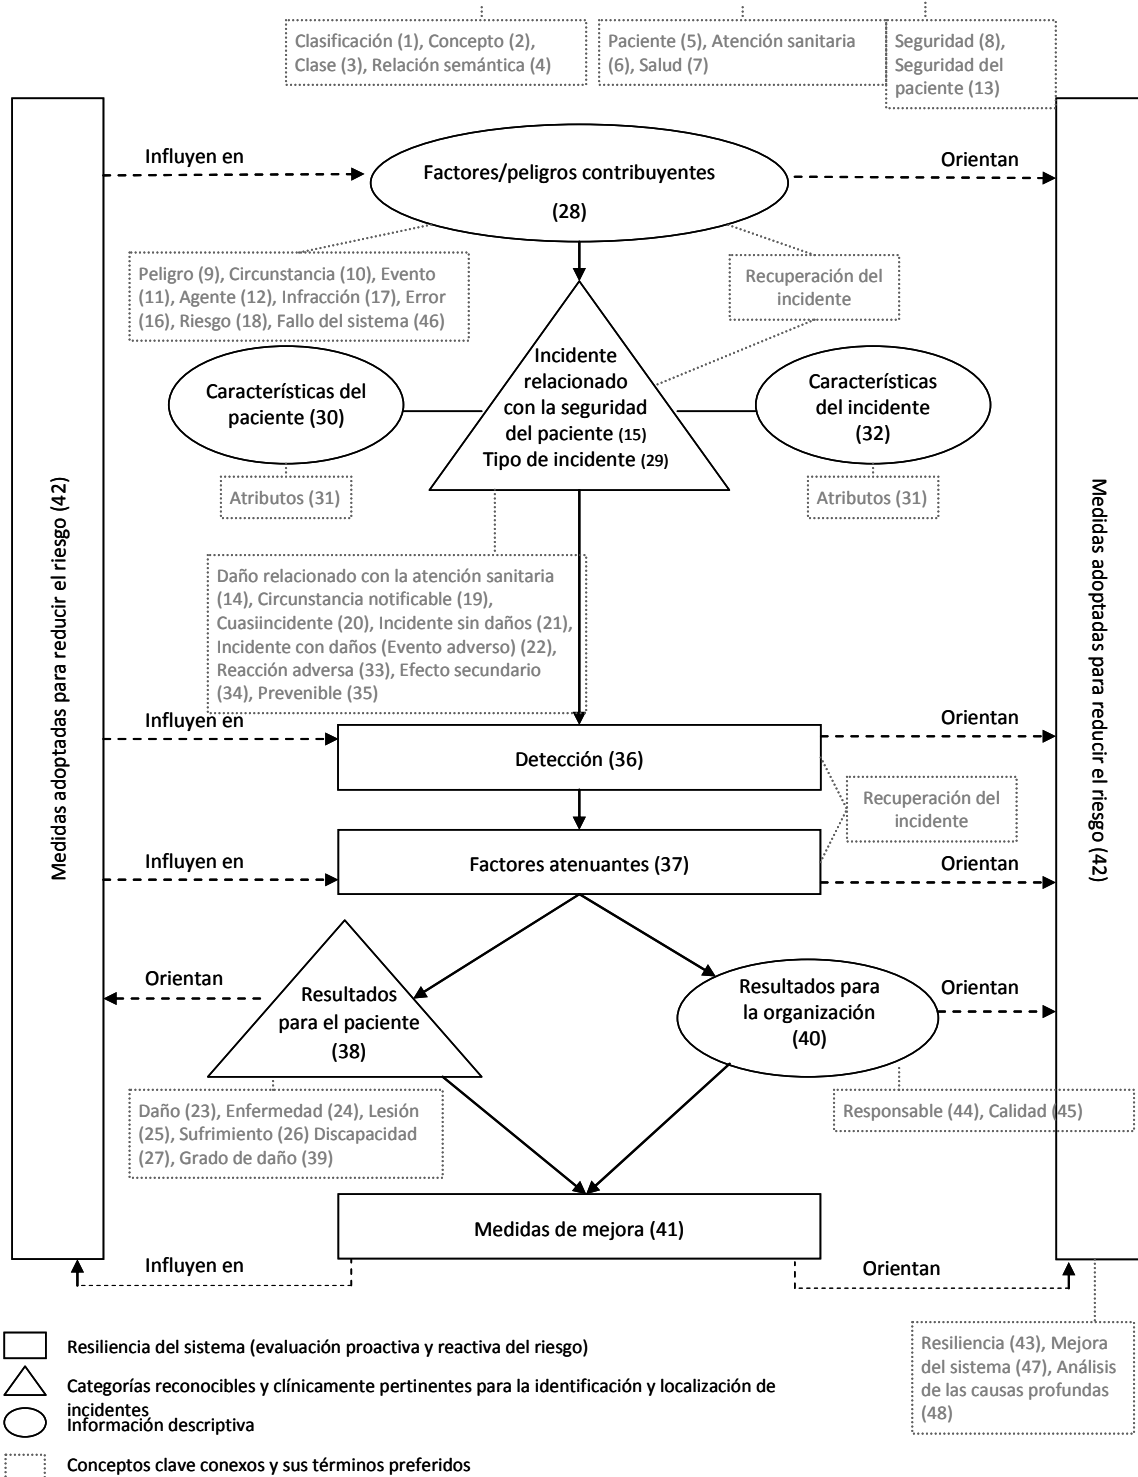 Clasificación (1), Concepto (2),
Clase (3), Relación semántica (4)
Paciente (5), Atención sanitaria
(6), Salud (7)
Seguridad (8),
Seguridad del
paciente (13)
Influyen en
Factores/peligros contribuyentes
(28)
Orientan
Peligro (9), Circunstancia (10), Evento
(11), Agente (12), Infracción (17), Error
(16), Riesgo (18), Fallo del sistema (46)
Recuperación del
incidente
Características del
paciente (30)
Incidente
relacionado
con la seguridad
del paciente (15)
Tipo de incidente (29)
Características
del incidente
(32)
Atributos (31)
Atributos (31)
Medidas adoptadas para reducir el riesgo (42)
Medidas adoptadas para reducir el riesgo (42)
Daño relacionado con la atención sanitaria
(14), Circunstancia notificable (19),
Cuasiincidente (20), Incidente sin daños (21),
Incidente con daños (Evento adverso) (22),
Reacción adversa (33), Efecto secundario
(34), Prevenible (35)
Influyen en
Detección (36)
Orientan
Recuperación del
incidente
Influyen en
Factores atenuantes (37)
Orientan
Orientan
Resultados
para el paciente
(38)
Resultados para
la organización
(40)
Orientan
Daño (23), Enfermedad (24), Lesión
(25), Sufrimiento (26) Discapacidad
(27), Grado de daño (39)
Responsable (44), Calidad (45)
Medidas de mejora (41)
Influyen en
Orientan
Resiliencia (43), Mejora
del sistema (47), Análisis
de las causas profundas
(48)
Resiliencia del sistema (evaluación proactiva y reactiva del riesgo)
Categorías reconocibles y clínicamente pertinentes para la identificación y localización de
incidentes
Información descriptiva
Conceptos clave conexos y sus términos preferidos